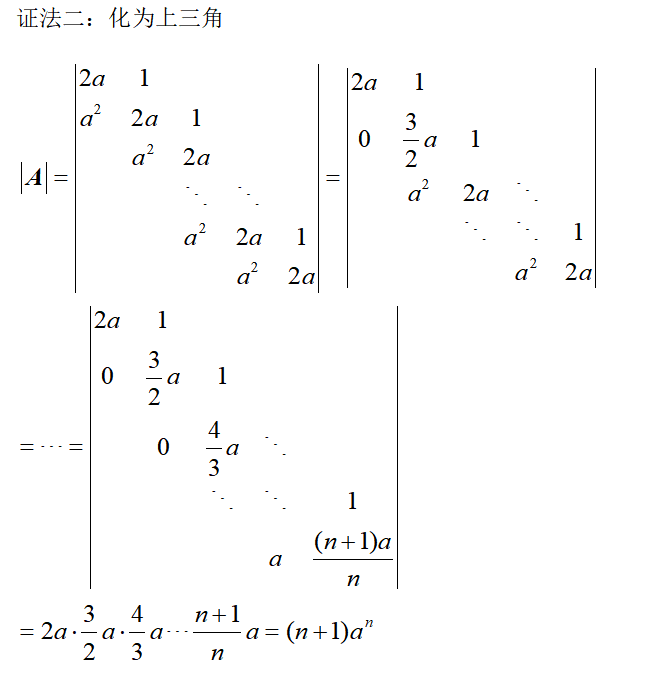 证法二：化为上三角
|A| = | 2a 1 | = | 2a 1 |
| a² 2a 1 | | 0 3/2 a 1 |
| a² 2a | | a² 2a ⋱ |
| ⋱ ⋱ | | ⋱ ⋱ 1 |
| a² 2a 1 | | a² 2a |
| a² 2a |
= ⋯ = | 2a 1 |
| 0 3/2 a 1 |
| 0 4/3 a ⋱ |
| ⋱ ⋱ 1 |
| a (n+1)a/n |
= 2a · 3/2 a · 4/3 a ⋯ n+1/n a = (n+1)aⁿ